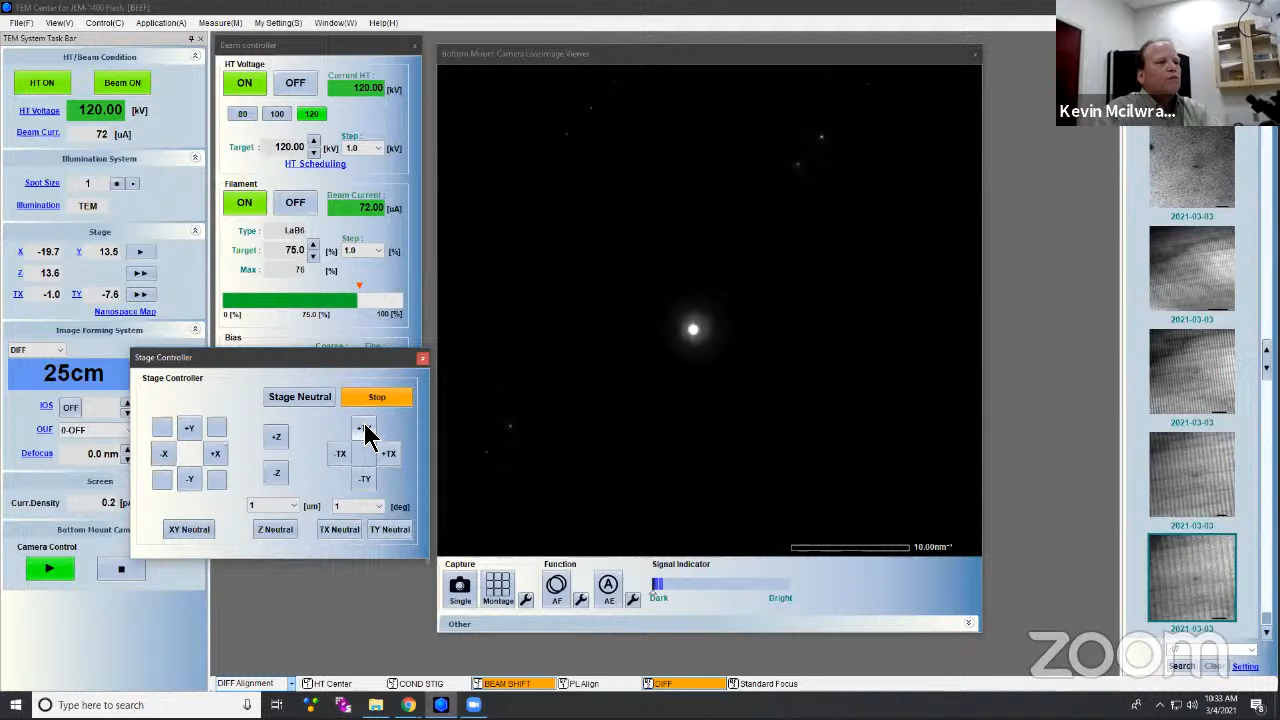 TEM Center for JEM-1400 Flash [BEEF]
File(F) View(V) Control(C) Application(A) Measure(M) My Setting(S) Window(W) Help(H)
TEM System Task Bar
HT/Beam Condition
HT ON Beam ON
HT Voltage 120.00 [kV]
Beam Curr. 72 [uA]
Illumination System
Spot Size 1
Illumination TEM
Stage
X -19.7 Y 13.5
Z 13.6
TX -1.0 TY -7.6
Nanospace Map
Image Forming System
DIFF
25cm
IOS OFF
OUF 0-OFF
Defocus 0.0 nm
Screen
Curr.Density 0.2
Bottom Mount Cam
Camera Control
Beam controller
HT Voltage
ON OFF Current HT : 120.00 [kV]
80 100 120
Target : 120.00 [kV] Step : 1.0 [kV]
HT Scheduling
Filament
ON OFF Beam Current : 72.00 [uA]
Type : LaB6
Target : 75.0 [%] Step : 1.0 [%]
Max : 76 [%]
0 [%] 75.0 [%] 100 [%]
Bias
Coarse : Fine :
Stage Controller
Stage Controller
Stage Neutral Stop
+Y +Z
-X +X -TX +TX
-Y -Z -TY
1 [um] 1 [deg]
XY Neutral Z Neutral TX Neutral TY Neutral
Bottom Mount Camera Live Image Viewer
10.00nm⁻¹
Capture Function Signal Indicator
Single Montage AF AE Dark Bright
Other
Kevin Mcilwra...
2021-03-03
2021-03-03
2021-03-03
2021-03-03
2021-03-03
Search Clear Setting
zoom
DIFF Alignment HT Center COND STIG BEAM SHIFT PL Align DIFF Standard Focus
Type here to search
10:33 AM
3/4/2021
8